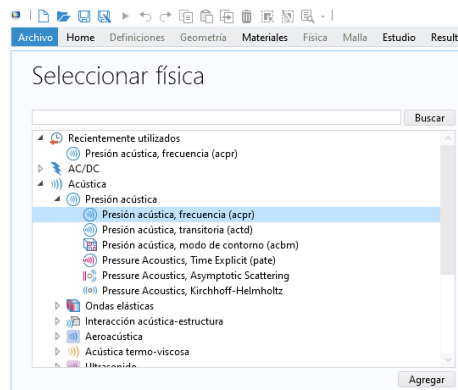 Archivo Home Definiciones Geometría Materiales Física Malla Estudio Result
Seleccionar física
Buscar
Recientemente utilizados
Presión acústica, frecuencia (acpr)
AC/DC
Acústica
Presión acústica
Presión acústica, frecuencia (acpr)
Presión acústica, transitoria (actd)
Presión acústica, modo de contorno (acbm)
Pressure Acoustics, Time Explicit (pate)
Pressure Acoustics, Asymptotic Scattering
Pressure Acoustics, Kirchhoff-Helmholtz
Ondas elásticas
Interacción acústica-estructura
Aeroacústica
Acústica termo-viscosa
Ultrasonido
Agregar